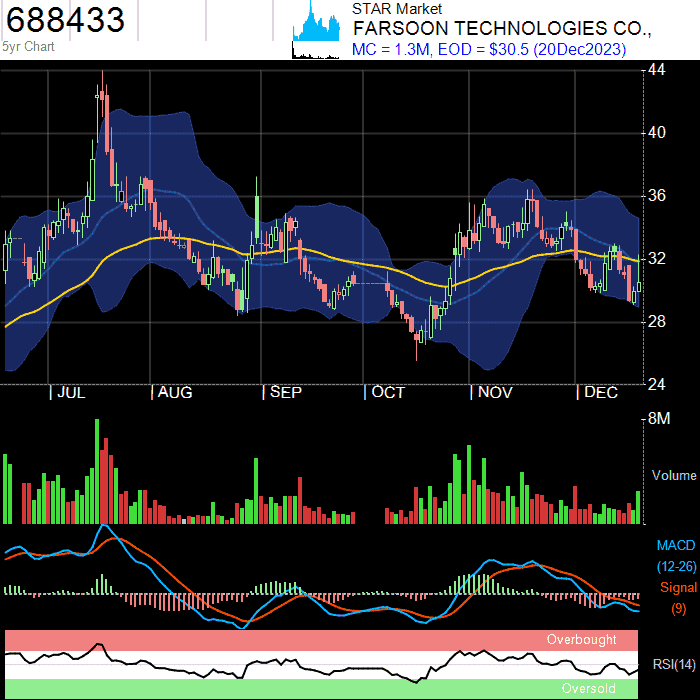 688433
5yr Chart
STAR Market
FARSOON TECHNOLOGIES CO.,
MC = 1.3M, EOD = $30.5 (20Dec2023)
44
40
36
32
28
24
| JUL | AUG | SEP | OCT | NOV | DEC
8M
Volume
MACD
(12-26)
Signal
(9)
Overbought
RSI(14)
Oversold